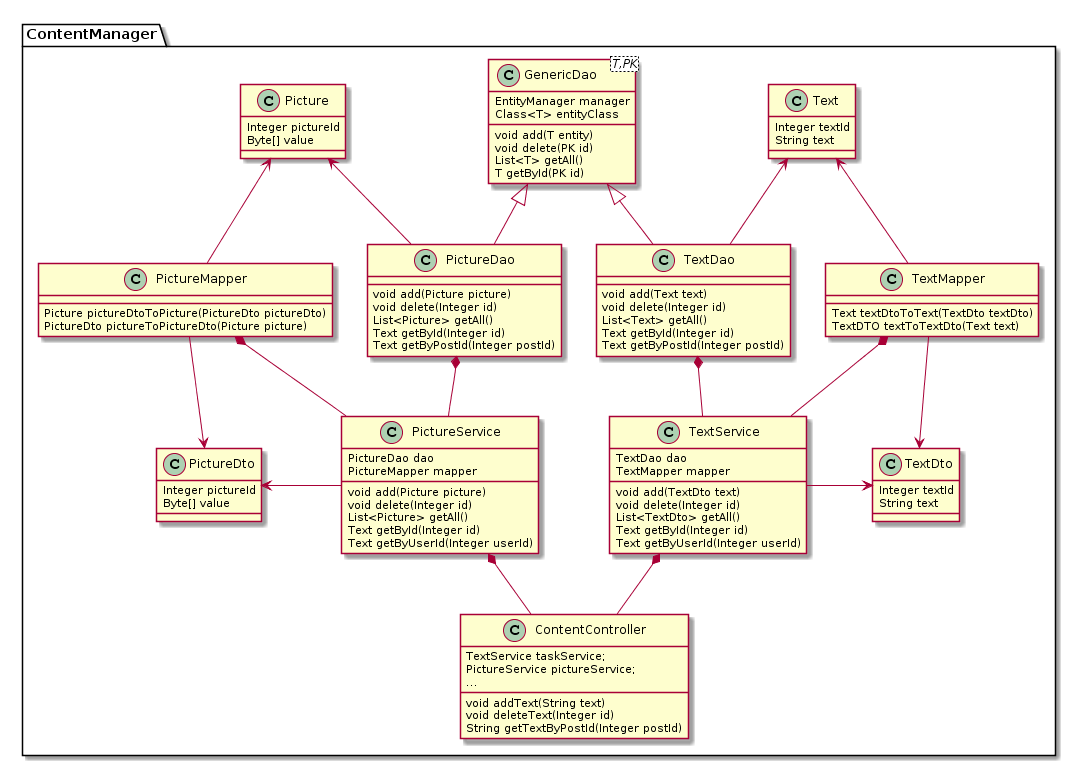 ContentManager
C GenericDao
T,PK
EntityManager manager
Class<T> entityClass
void add(T entity)
void delete(PK id)
List<T> getAll()
T getById(PK id)
C Picture
Integer pictureId
Byte[] value
C Text
Integer textId
String text
C PictureMapper
Picture pictureDtoToPicture(PictureDto pictureDto)
PictureDto pictureToPictureDto(Picture picture)
C PictureDao
void add(Picture picture)
void delete(Integer id)
List<Picture> getAll()
Text getById(Integer id)
Text getByPostId(Integer postId)
C TextDao
void add(Text text)
void delete(Integer id)
List<Text> getAll()
Text getById(Integer id)
Text getByPostId(Integer postId)
C TextMapper
Text textDtoToText(TextDto textDto)
TextDTO textToTextDto(Text text)
C PictureDto
Integer pictureId
Byte[] value
C PictureService
PictureDao dao
PictureMapper mapper
void add(Picture picture)
void delete(Integer id)
List<Picture> getAll()
Text getById(Integer id)
Text getByUserId(Integer userId)
C TextService
TextDao dao
TextMapper mapper
void add(TextDto text)
void delete(Integer id)
List<TextDto> getAll()
Text getById(Integer id)
Text getByUserId(Integer userId)
C TextDto
Integer textId
String text
C ContentController
TextService taskService;
PictureService pictureService;
...
void addText(String text)
void deleteText(Integer id)
String getTextByPostId(Integer postId)